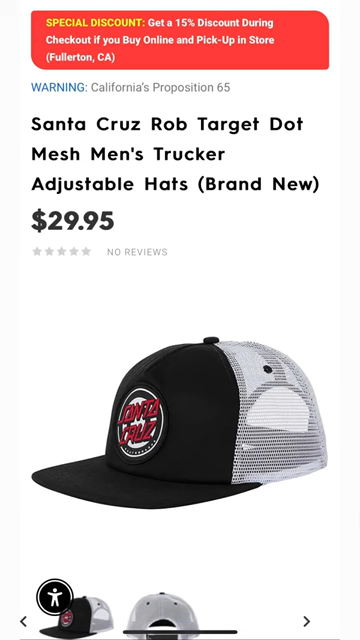 SPECIAL DISCOUNT: Get a 15% Discount During
Checkout if you Buy Online and Pick-Up in Store
(Fullerton, CA)
WARNING: California’s Proposition 65
Santa Cruz Rob Target Dot
Mesh Men's Trucker
Adjustable Hats (Brand New)
$29.95
NO REVIEWS
SANTA
CRUZ